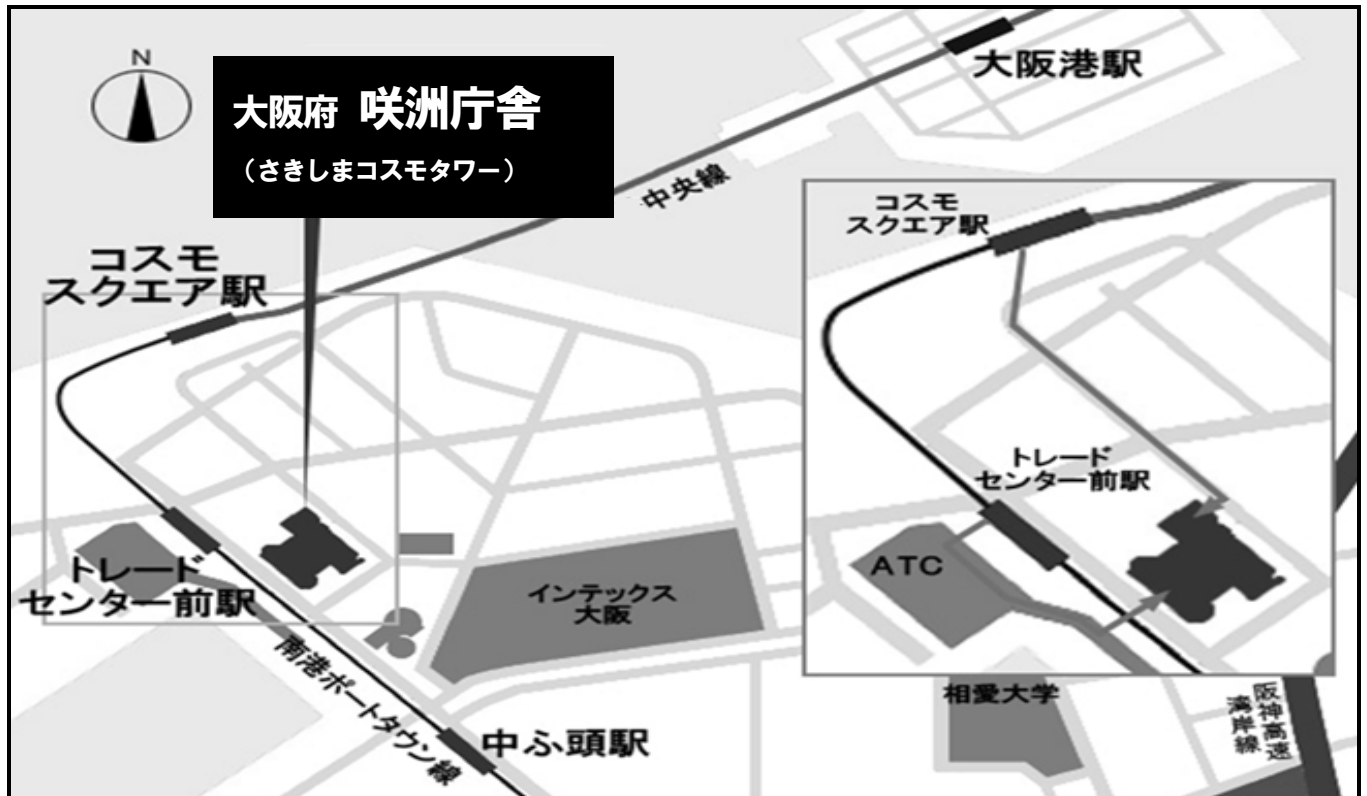 N
大阪府 咲洲庁舎
（さきしまコスモタワー）
大阪港駅
中央線
コスモ
スクエア駅
トレード
センター前駅
インテックス
大阪
南港ポートタウン線
中ふ頭駅
コスモ
スクエア駅
トレード
センター前駅
ATC
相愛大学
阪神高速
湾岸線